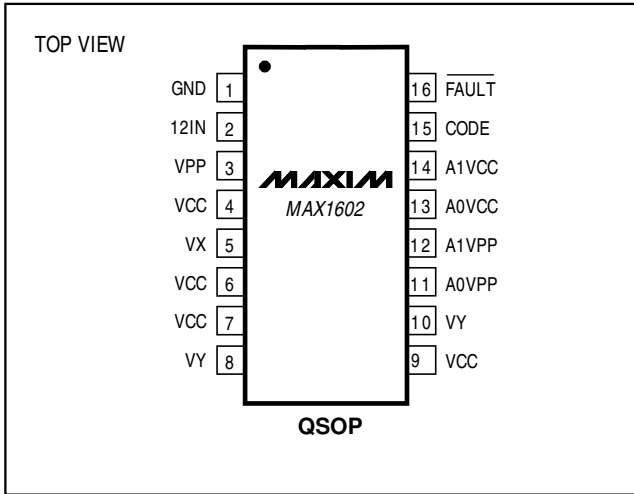 TOP VIEW
GND 1
12IN 2
VPP 3
VCC 4
VX 5
VCC 6
VCC 7
VY 8
MAXIM
MAX1602
16 FAULT
15 CODE
14 A1VCC
13 A0VCC
12 A1VPP
11 A0VPP
10 VY
9 VCC
QSOP